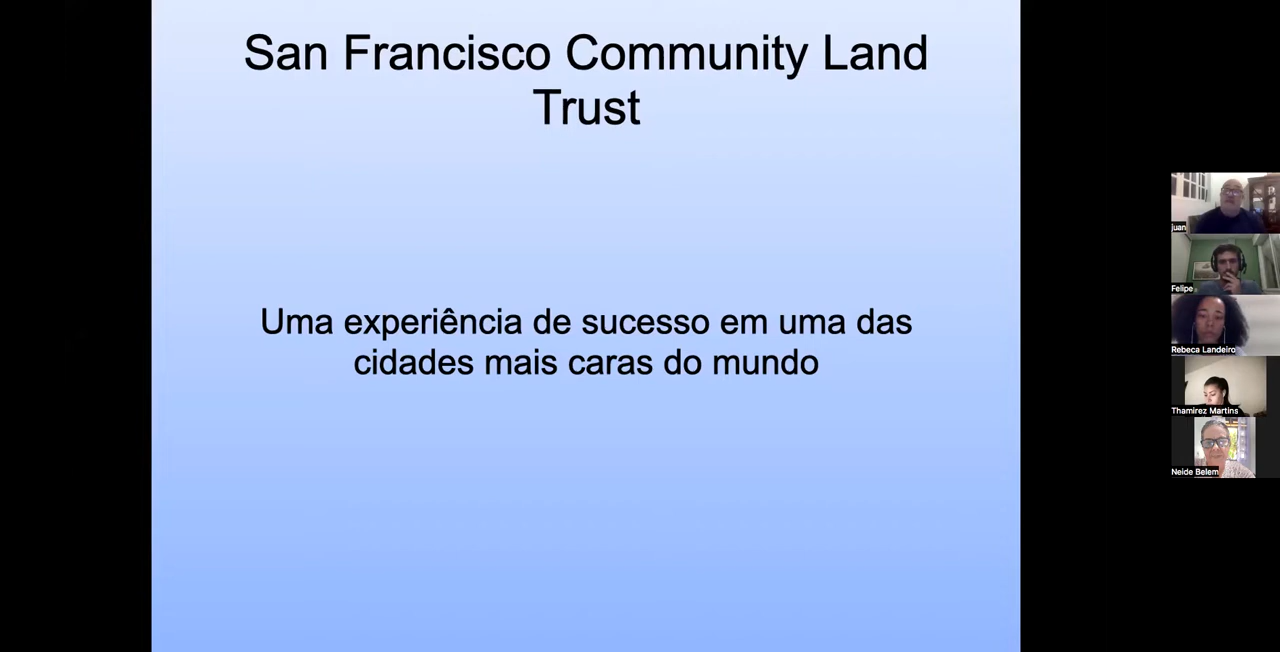 San Francisco Community Land
Trust
Uma experiência de sucesso em uma das
cidades mais caras do mundo
juan
Felipe
Rebeca Landeiro
Thamirez Martins
Neide Belem